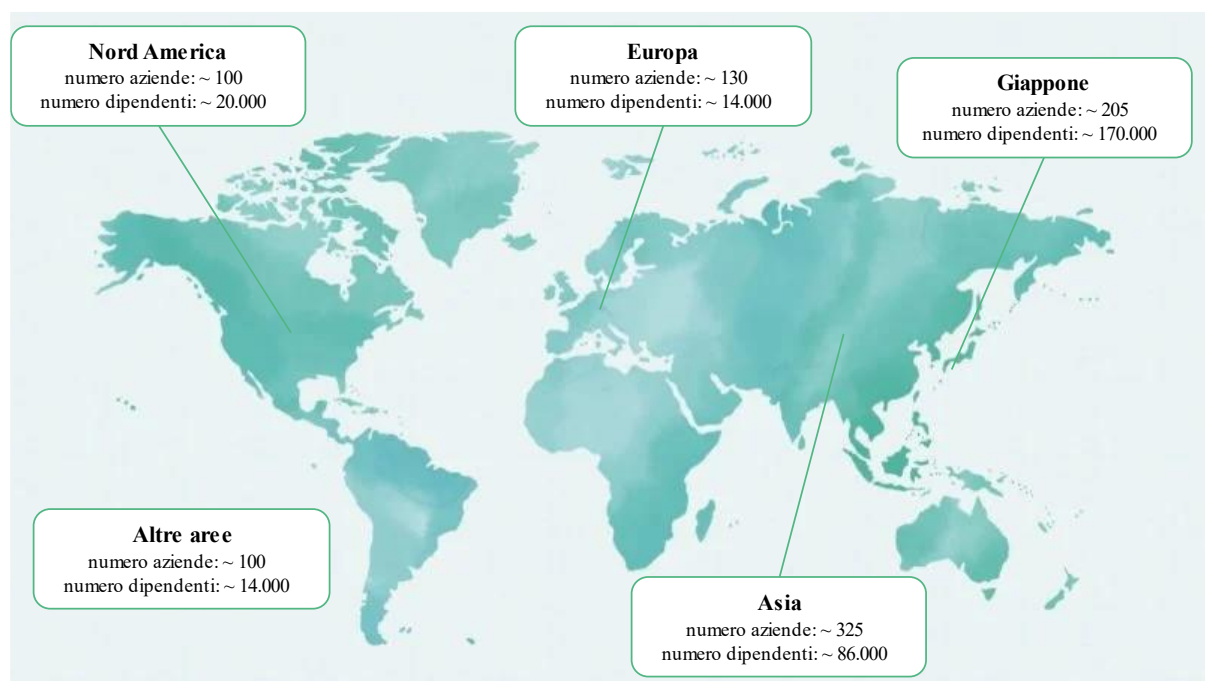 Nord America
numero aziende: ~ 100
numero dipendenti: ~ 20.000
Europa
numero aziende: ~ 130
numero dipendenti: ~ 14.000
Giappone
numero aziende: ~ 205
numero dipendenti: ~ 170.000
Altre aree
numero aziende: ~ 100
numero dipendenti: ~ 14.000
Asia
numero aziende: ~ 325
numero dipendenti: ~ 86.000